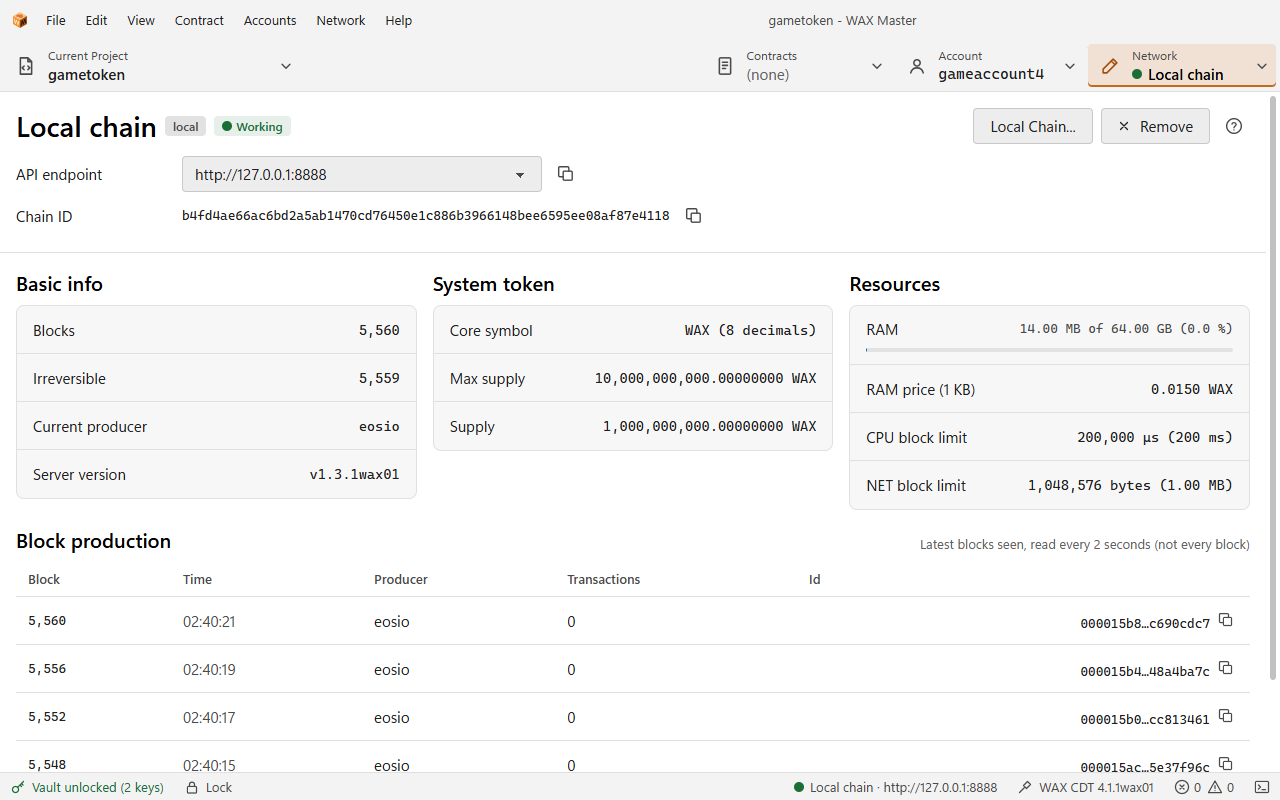 File Edit View Contract Accounts Network Help
gametoken - WAX Master
Current Project
gametoken
Contracts
(none)
Account
gameaccount4
Network
Local chain
Local chain local Working
Local Chain... Remove
API endpoint http://127.0.0.1:8888
Chain ID b4fd4ae66ac6bd2a5ab1470cd76450e1c886b3966148bee6595ee08af87e4118
Basic info
Blocks 5,560
Irreversible 5,559
Current producer eosio
Server version v1.3.1wax01
System token
Core symbol WAX (8 decimals)
Max supply 10,000,000,000.00000000 WAX
Supply 1,000,000,000.00000000 WAX
Resources
RAM 14.00 MB of 64.00 GB (0.0 %)
RAM price (1 KB) 0.0150 WAX
CPU block limit 200,000 µs (200 ms)
NET block limit 1,048,576 bytes (1.00 MB)
Block production
Latest blocks seen, read every 2 seconds (not every block)
Block Time Producer Transactions Id
5,560 02:40:21 eosio 0 000015b8…c690cdc7
5,556 02:40:19 eosio 0 000015b4…48a4ba7c
5,552 02:40:17 eosio 0 000015b0…cc813461
5,548 02:40:15 eosio 0 000015ac…5e37f96c
Vault unlocked (2 keys) Lock
Local chain · http://127.0.0.1:8888 WAX CDT 4.1.1wax01 0 0